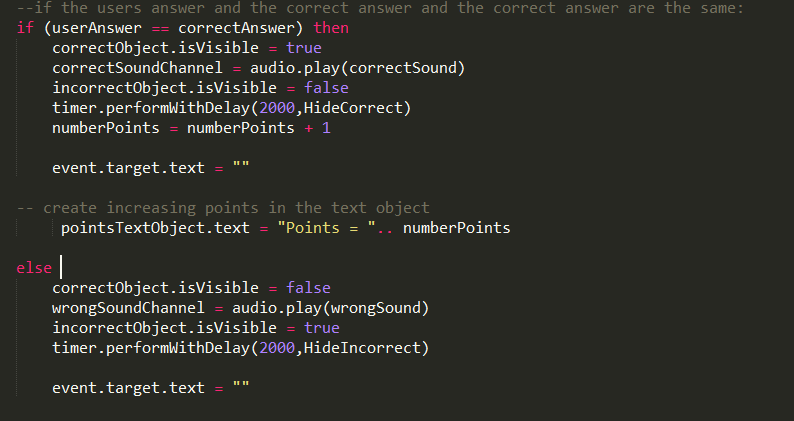 --if the users answer and the correct answer and the correct answer are the same:
if (userAnswer == correctAnswer) then
correctObject.isVisible = true
correctSoundChannel = audio.play(correctSound)
incorrectObject.isVisible = false
timer.performWithDelay(2000,HideCorrect)
numberPoints = numberPoints + 1
event.target.text = ""
-- create increasing points in the text object
pointsTextObject.text = "Points = ".. numberPoints
else
correctObject.isVisible = false
wrongSoundChannel = audio.play(wrongSound)
incorrectObject.isVisible = true
timer.performWithDelay(2000,HideIncorrect)
event.target.text = ""